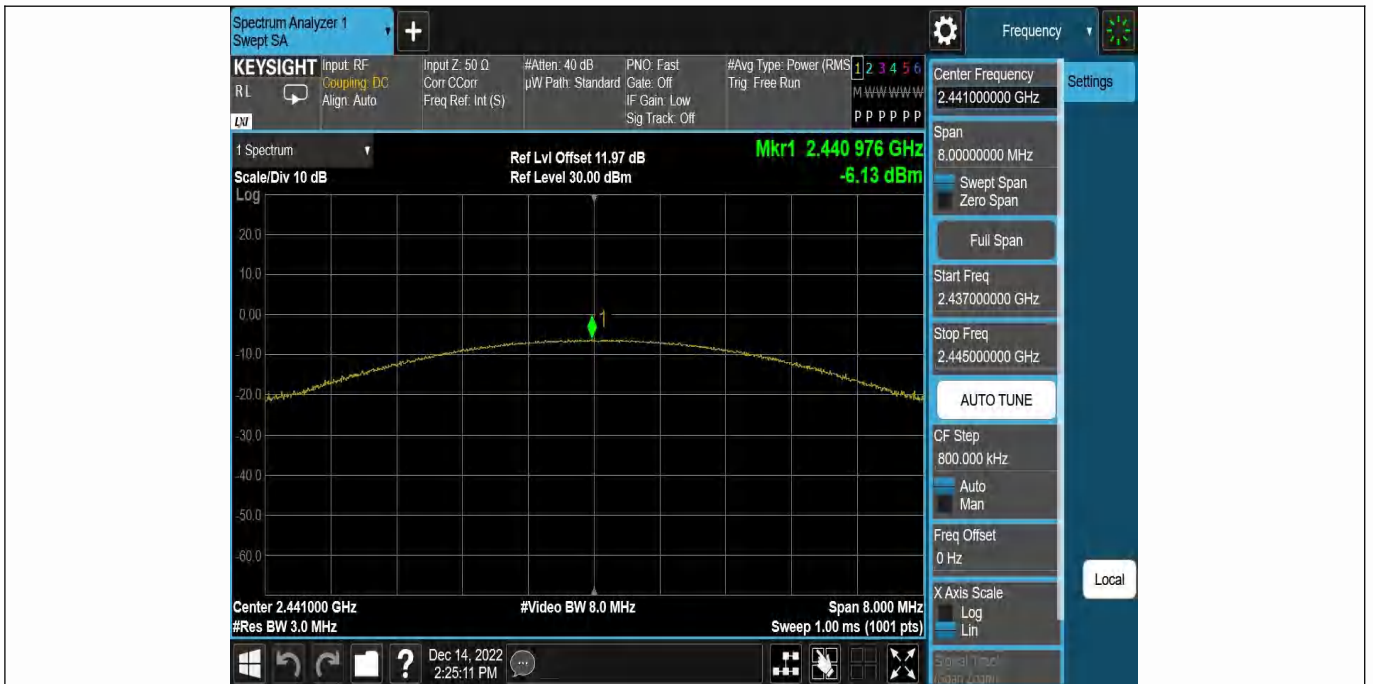 Spectrum Analyzer 1
Swept SA
+
Frequency
KEYSIGHT
RL
LXI
Input: RF
Coupling: DC
Align: Auto
Input Z: 50 Ω
Corr CCorr
Freq Ref: Int (S)
#Atten: 40 dB
µW Path: Standard
PNO: Fast
Gate: Off
IF Gain: Low
Sig Track: Off
#Avg Type: Power (RMS
Trig: Free Run
1 2 3 4 5 6
M W W W W W
P P P P P P
1 Spectrum
Scale/Div 10 dB
Ref Lvl Offset 11.97 dB
Ref Level 30.00 dBm
Mkr1 2.440 976 GHz
-6.13 dBm
Log
20.0
10.0
0.00
-10.0
-20.0
-30.0
-40.0
-50.0
-60.0
1
Center 2.441000 GHz
#Res BW 3.0 MHz
#Video BW 8.0 MHz
Span 8.000 MHz
Sweep 1.00 ms (1001 pts)
Center Frequency
2.441000000 GHz
Settings
Span
8.00000000 MHz
Swept Span
Zero Span
Full Span
Start Freq
2.437000000 GHz
Stop Freq
2.445000000 GHz
AUTO TUNE
CF Step
800.000 kHz
Auto
Man
Freq Offset
0 Hz
X Axis Scale
Log
Lin
Signal Track
(Span Zoom)
Local
?
Dec 14, 2022
2:25:11 PM